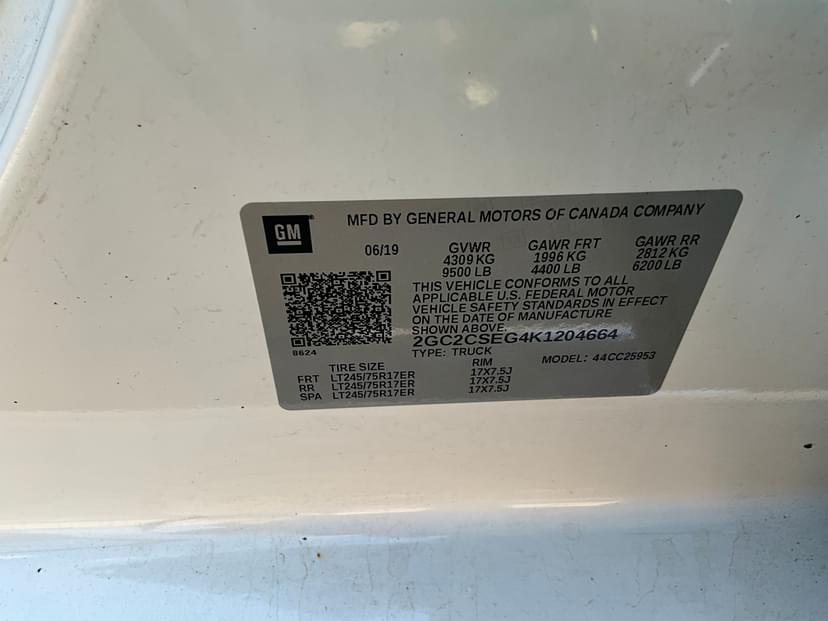 GM
MFD BY GENERAL MOTORS OF CANADA COMPANY
06/19 GVWR GAWR FRT GAWR RR
4309 KG 1996 KG 2812 KG
9500 LB 4400 LB 6200 LB
THIS VEHICLE CONFORMS TO ALL
APPLICABLE U.S. FEDERAL MOTOR
VEHICLE SAFETY STANDARDS IN EFFECT
ON THE DATE OF MANUFACTURE
SHOWN ABOVE.
2GC2CSEG4K1204664
8624
TYPE: TRUCK MODEL: 44CC25953
TIRE SIZE RIM
FRT LT245/75R17ER 17X7.5J
RR LT245/75R17ER 17X7.5J
SPA LT245/75R17ER 17X7.5J